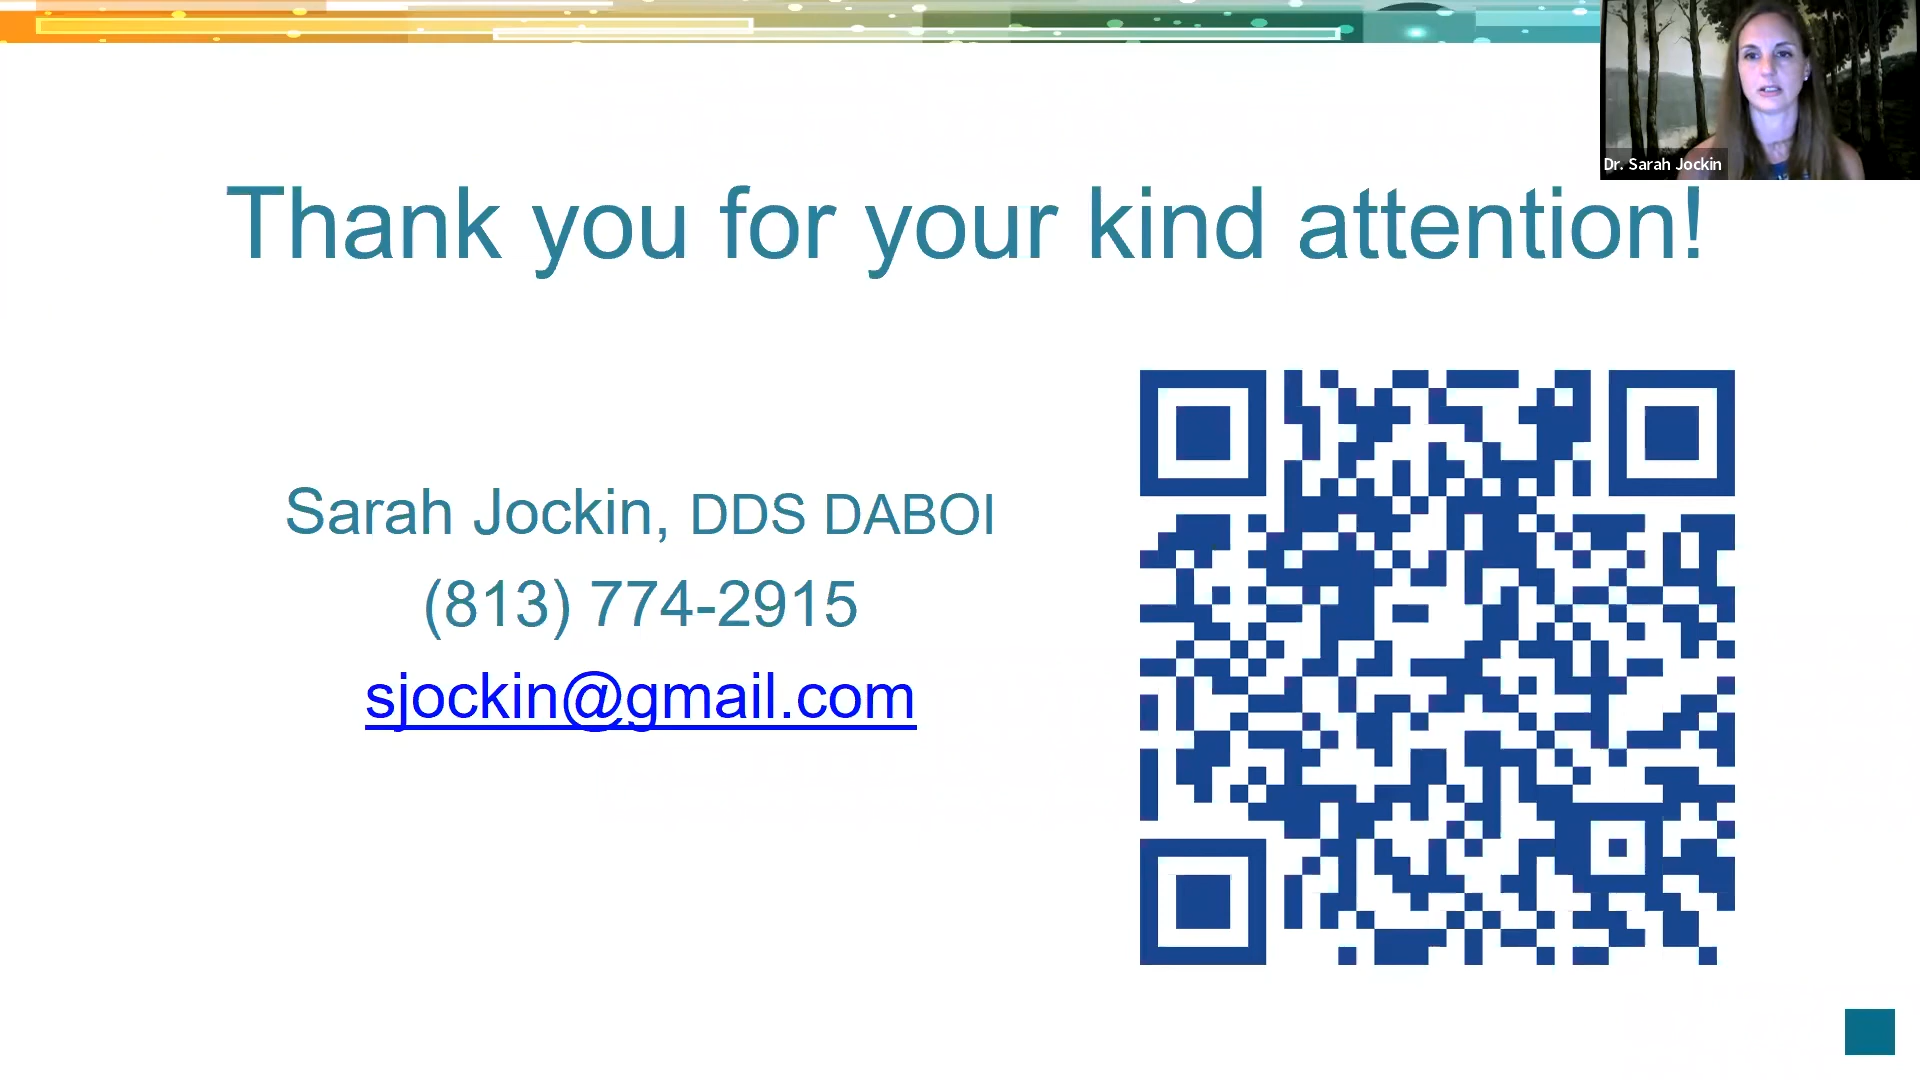 Dr. Sarah Jockin
Thank you for your kind attention!
Sarah Jockin, DDS DABOI
(813) 774-2915
sjockin@gmail.com